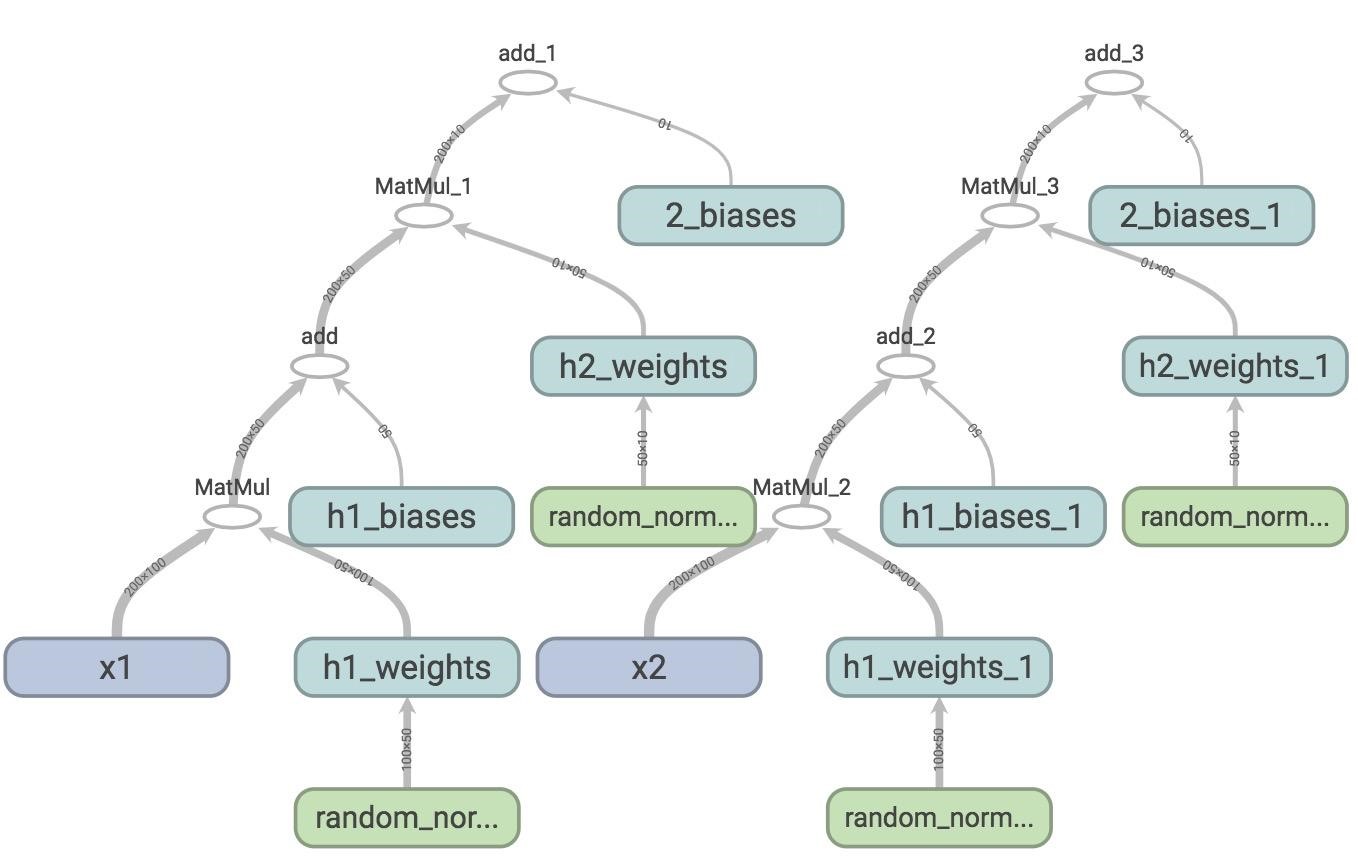 add_1
add_3
200×10
10
200×10
10
MatMul_1
2_biases
MatMul_3
2_biases_1
200×50
50×10
200×50
50×10
add
h2_weights
add_2
h2_weights_1
200×50
50
50×10
200×50
50
50×10
MatMul
h1_biases
random_norm...
MatMul_2
h1_biases_1
random_norm...
200×100
100×50
200×100
100×50
x1
h1_weights
x2
h1_weights_1
100×50
100×50
random_nor...
random_norm...